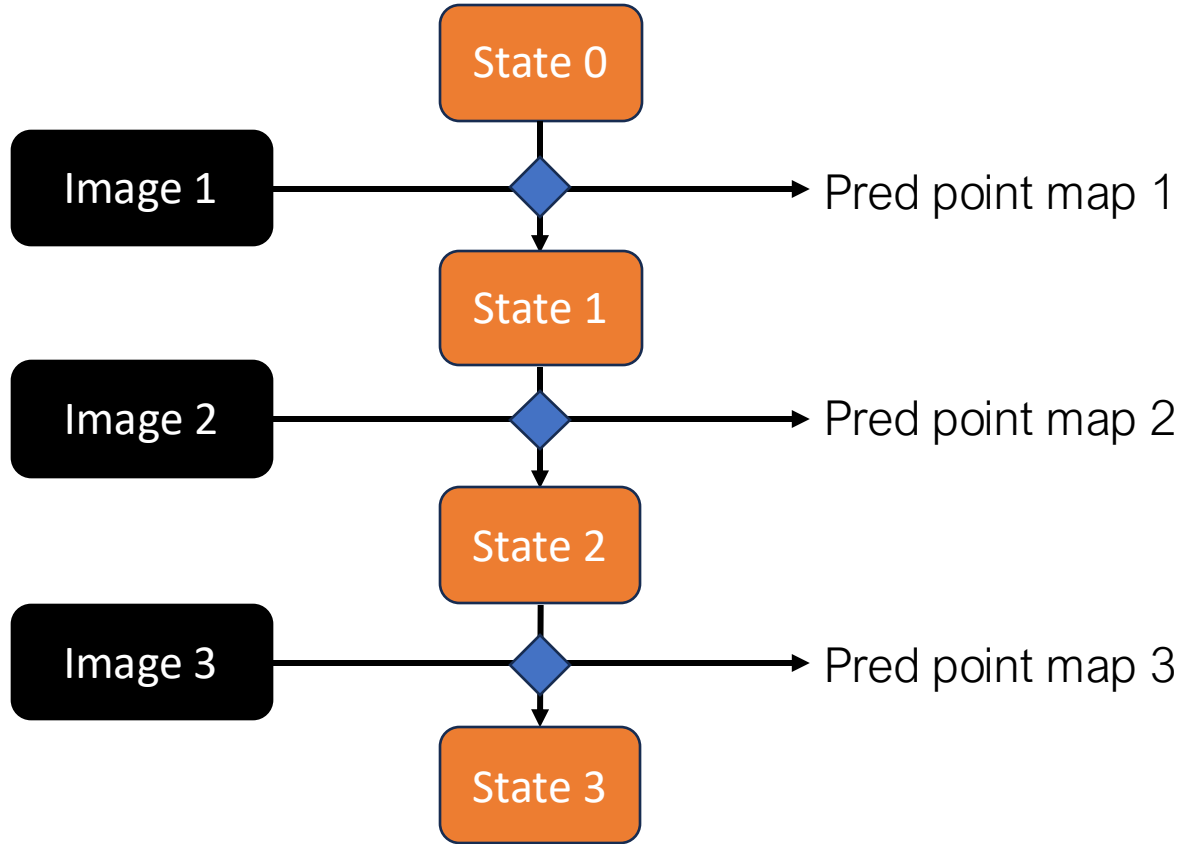 State 0
Image 1
Pred point map 1
State 1
Image 2
Pred point map 2
State 2
Image 3
Pred point map 3
State 3